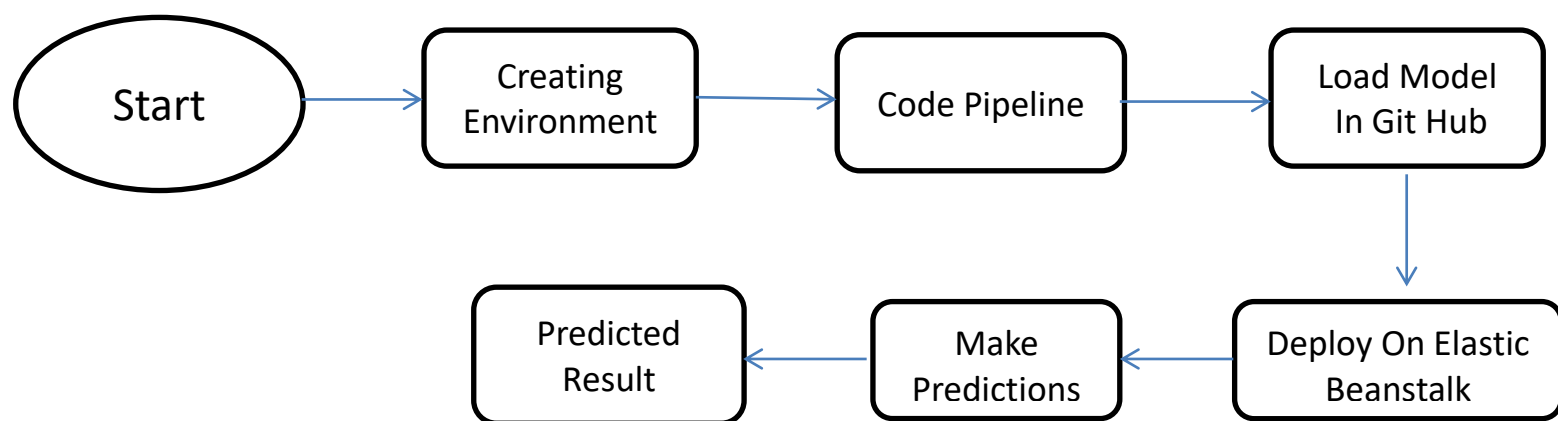 Start
Creating
Environment
Code Pipeline
Load Model
In Git Hub
Deploy On Elastic
Beanstalk
Make
Predictions
Predicted
Result